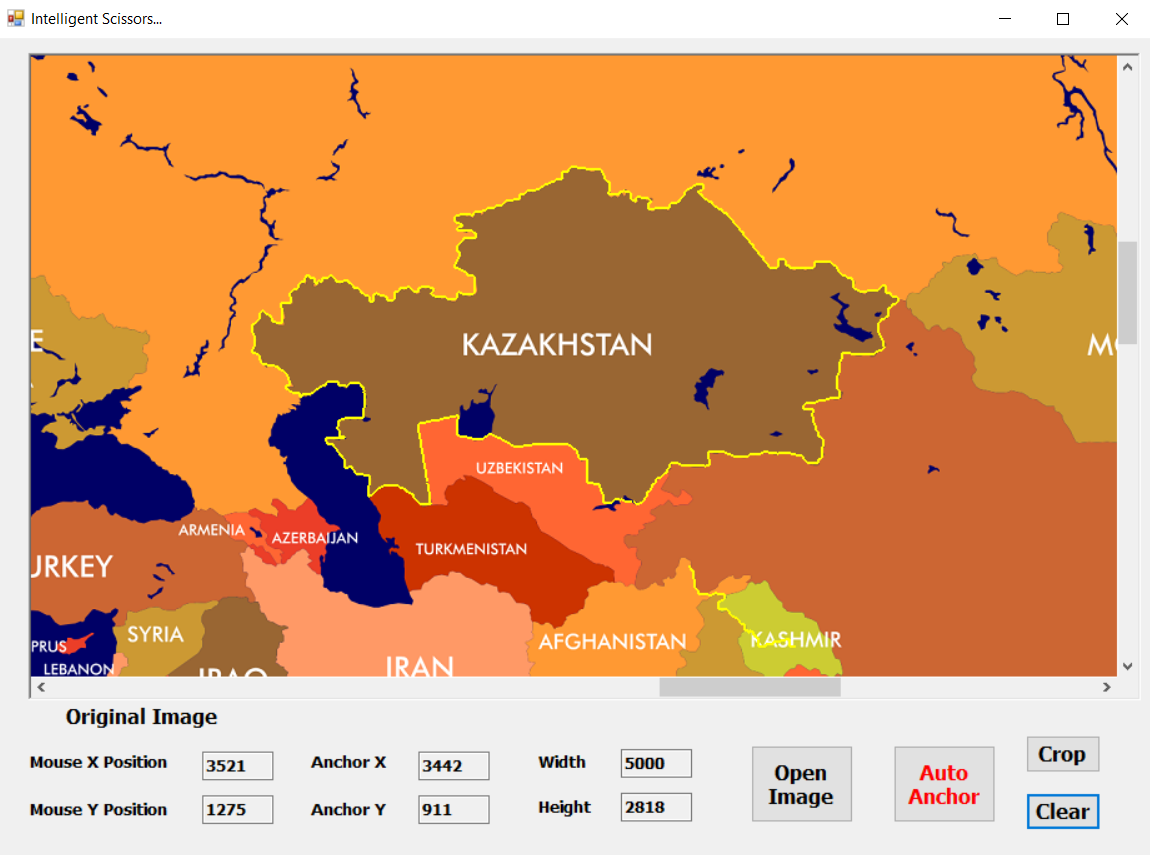 Intelligent Scissors...
KAZAKHSTAN
UZBEKISTAN
ARMENIA
AZERBAIJAN
TURKMENISTAN
URKEY
SYRIA
AFGHANISTAN
KASHMIR
PRUS
LEBANON
IRAN
IRAQ
E
MO
Original Image
Mouse X Position 3521 Anchor X 3442 Width 5000
Mouse Y Position 1275 Anchor Y 911 Height 2818
Open
Image
Auto
Anchor
Crop
Clear